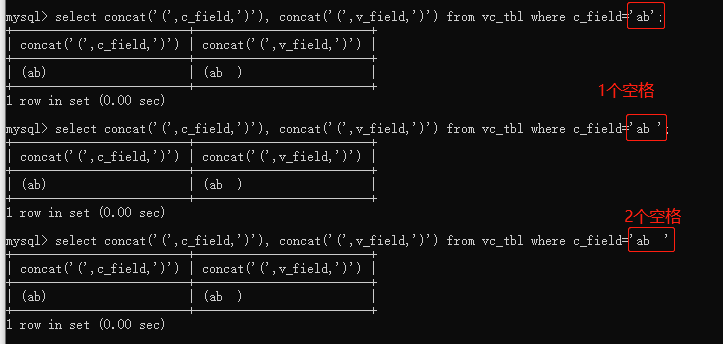 mysql> select concat('(',c_field,')'), concat('(',v_field,')') from vc_tbl where c_field='ab';
| concat('(',c_field,')') | concat('(',v_field,')') |
| (ab)                    | (ab  )                  |
1 row in set (0.00 sec)
1个空格
mysql> select concat('(',c_field,')'), concat('(',v_field,')') from vc_tbl where c_field='ab ';
| concat('(',c_field,')') | concat('(',v_field,')') |
| (ab)                    | (ab  )                  |
1 row in set (0.00 sec)
2个空格
mysql> select concat('(',c_field,')'), concat('(',v_field,')') from vc_tbl where c_field='ab  '
| concat('(',c_field,')') | concat('(',v_field,')') |
| (ab)                    | (ab  )                  |
1 row in set (0.00 sec)